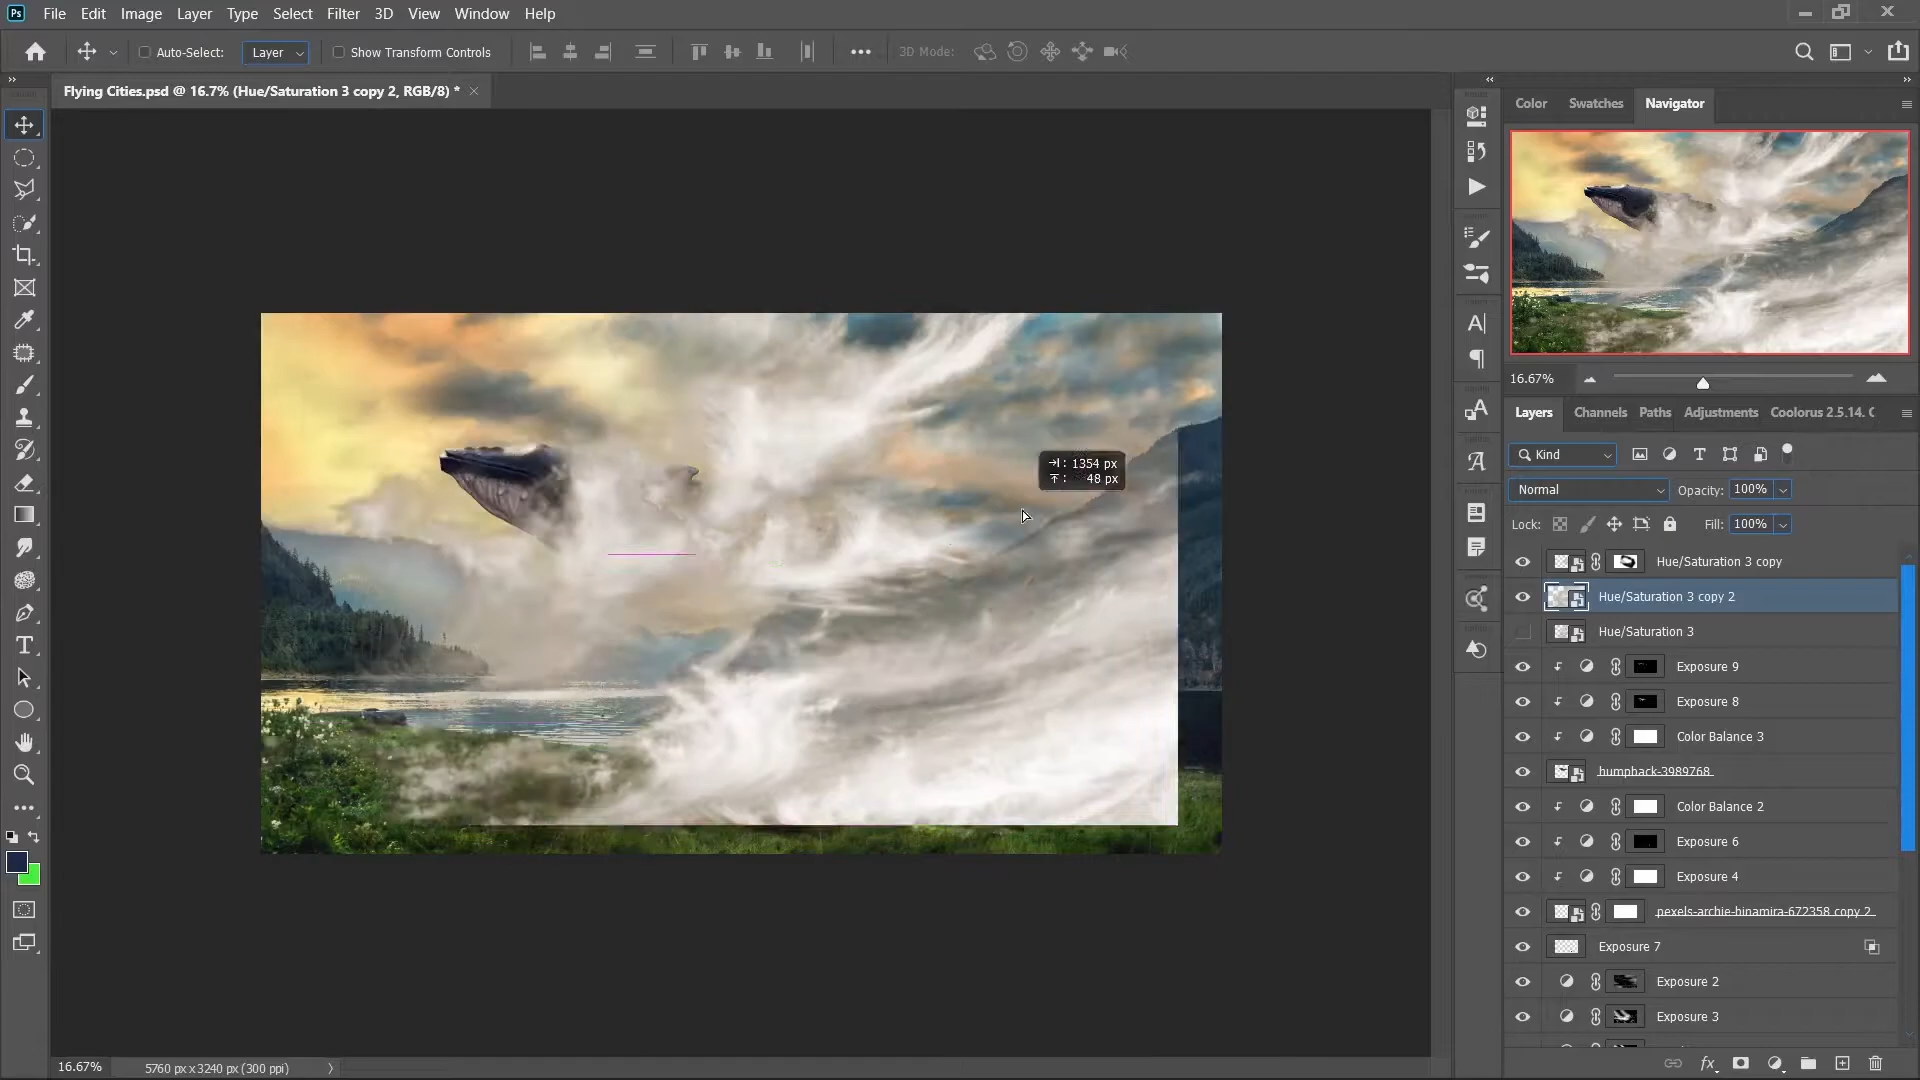 Ps File Edit Image Layer Type Select Filter 3D View Window Help
Auto-Select: Layer Show Transform Controls 3D Mode:
Flying Cities.psd @ 16.7% (Hue/Saturation 3 copy 2, RGB/8) *
Color Swatches Navigator
16.67%
Layers Channels Paths Adjustments Coolorus 2.5.14. C
Kind
Normal Opacity: 100%
Lock: Fill: 100%
: 1354 px
: 48 px
Hue/Saturation 3 copy
Hue/Saturation 3 copy 2
Hue/Saturation 3
Exposure 9
Exposure 8
Color Balance 3
humpback-3989768
Color Balance 2
Exposure 6
Exposure 4
pexels-archie-binamira-672358 copy 2
Exposure 7
Exposure 2
Exposure 3
16.67% 5760 px x 3240 px (300 ppi)
fx